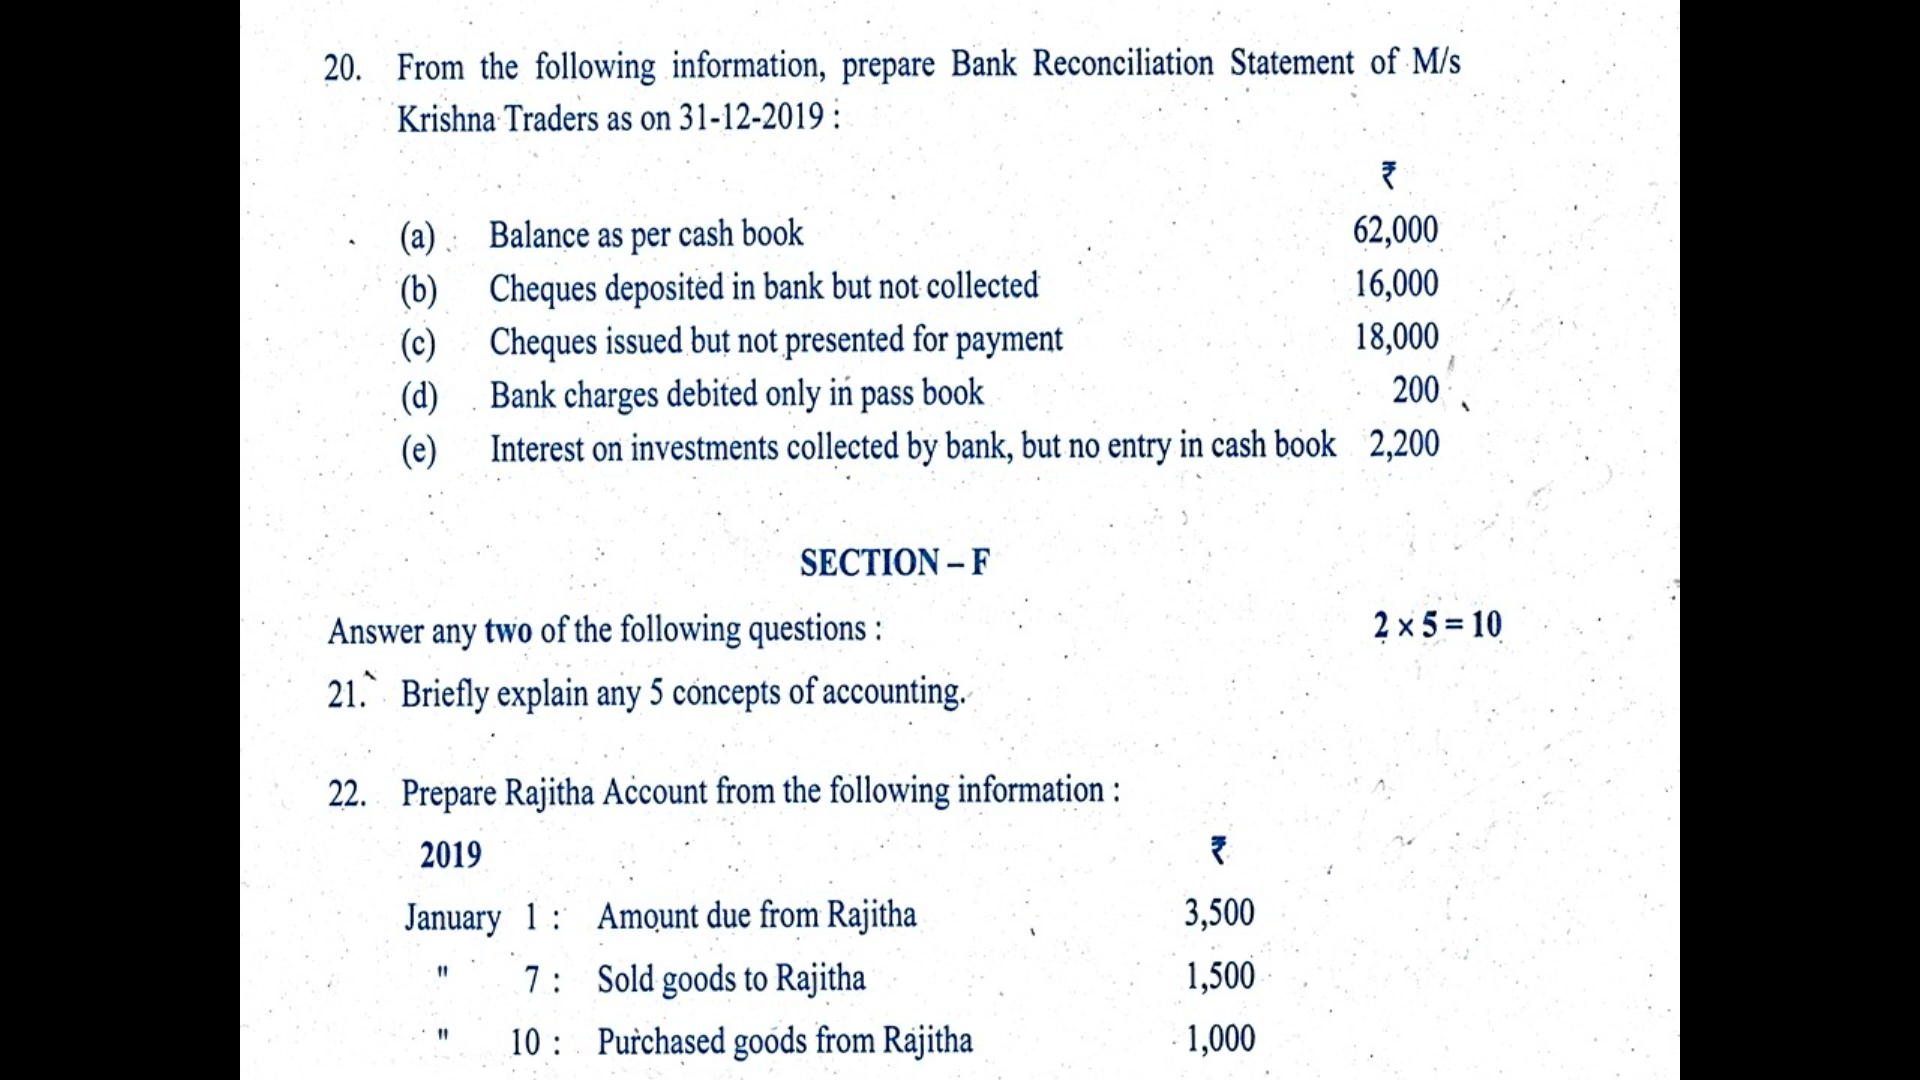 20. From the following information, prepare Bank Reconciliation Statement of M/s
Krishna Traders as on 31-12-2019 :
₹
(a) Balance as per cash book 62,000
(b) Cheques deposited in bank but not collected 16,000
(c) Cheques issued but not presented for payment 18,000
(d) Bank charges debited only in pass book 200
(e) Interest on investments collected by bank, but no entry in cash book 2,200
SECTION – F
Answer any two of the following questions : 2 × 5 = 10
21. Briefly explain any 5 concepts of accounting.
22. Prepare Rajitha Account from the following information :
2019 ₹
January 1 : Amount due from Rajitha 3,500
" 7 : Sold goods to Rajitha 1,500
" 10 : Purchased goods from Rajitha 1,000